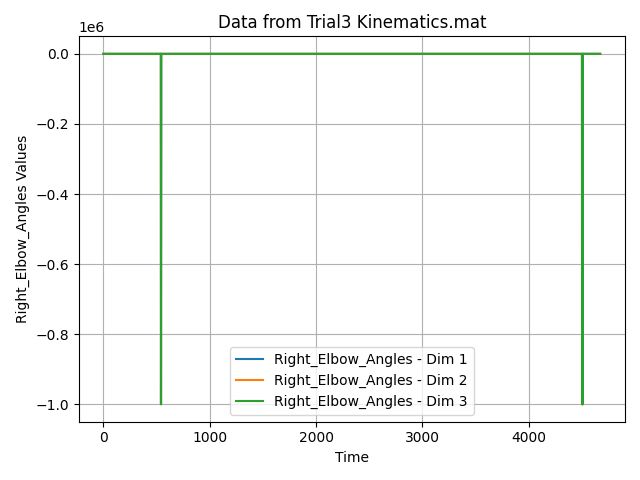 Data from Trial3 Kinematics.mat
1e6
0.0
−0.2
−0.4
−0.6
−0.8
−1.0
Right_Elbow_Angles Values
Right_Elbow_Angles - Dim 1
Right_Elbow_Angles - Dim 2
Right_Elbow_Angles - Dim 3
0 1000 2000 3000 4000
Time